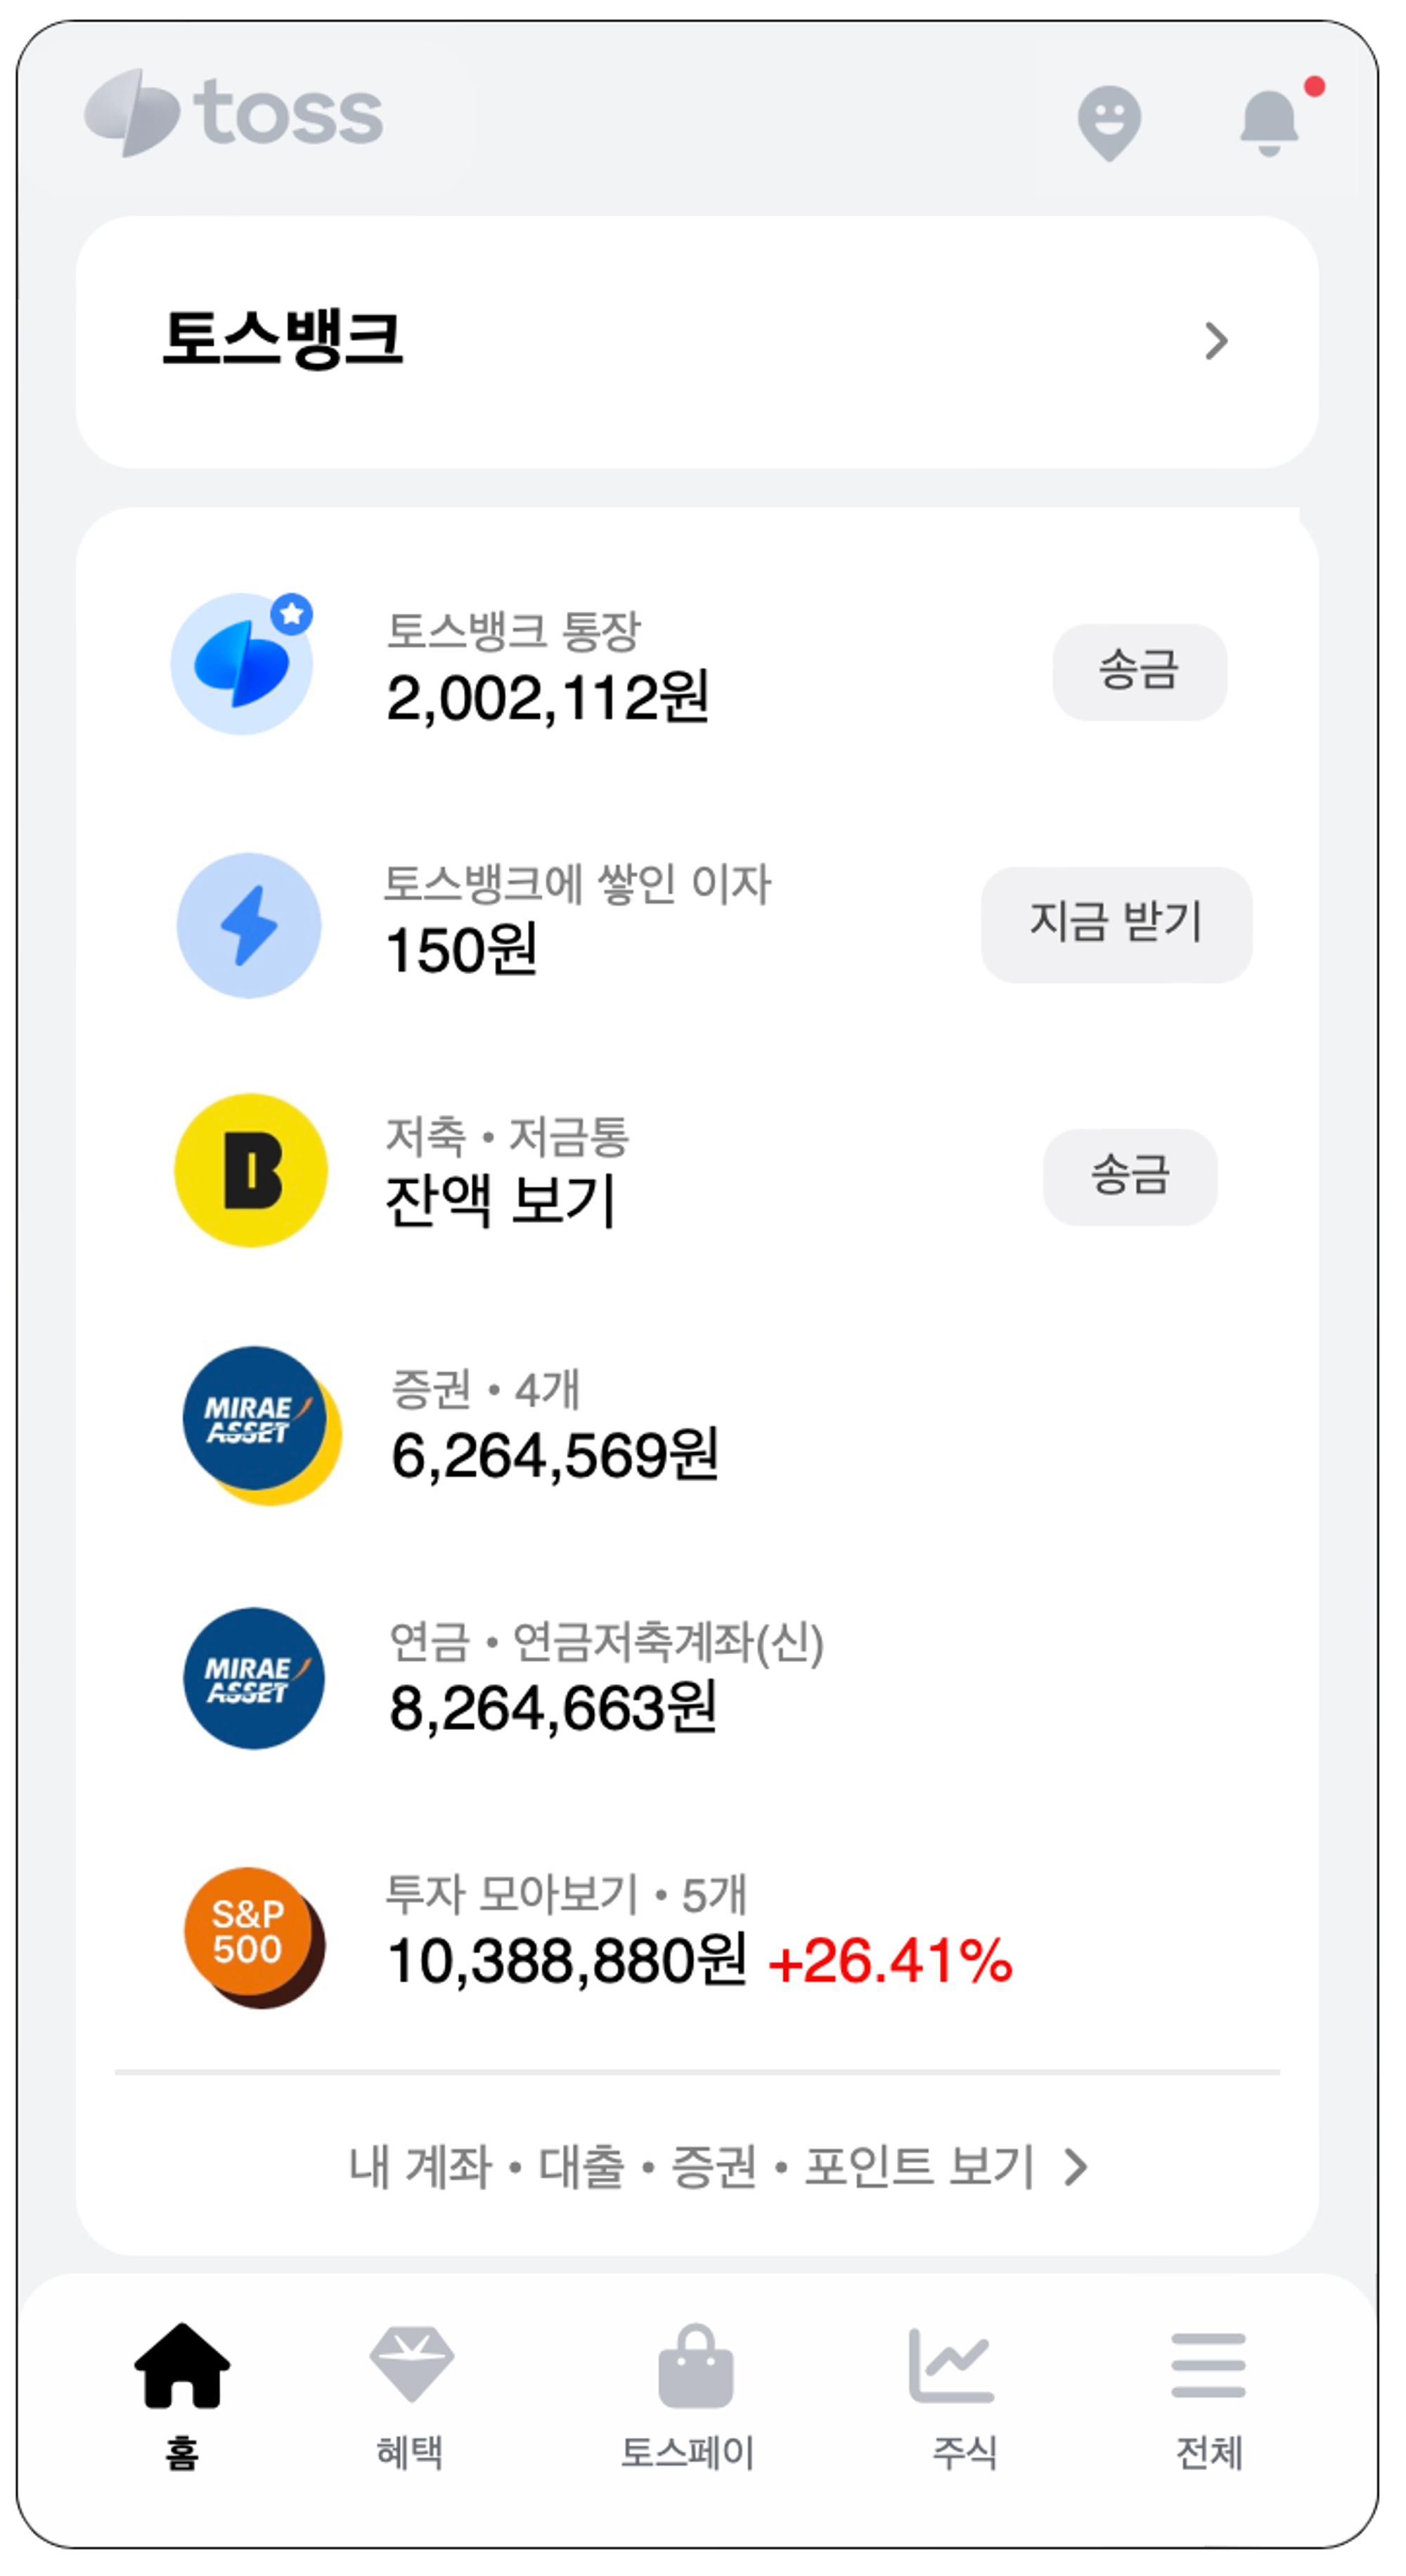 toss
토스뱅크
토스뱅크 통장
2,002,112원
송금
토스뱅크에 쌓인 이자
150원
지금 받기
B
저축 • 저금통
잔액 보기
송금
MIRAE
ASSET
증권 • 4개
6,264,569원
MIRAE
ASSET
연금 • 연금저축계좌(신)
8,264,663원
S&P
500
투자 모아보기 • 5개
10,388,880원 +26.41%
내 계좌 • 대출 • 증권 • 포인트 보기
홈
혜택
토스페이
주식
전체